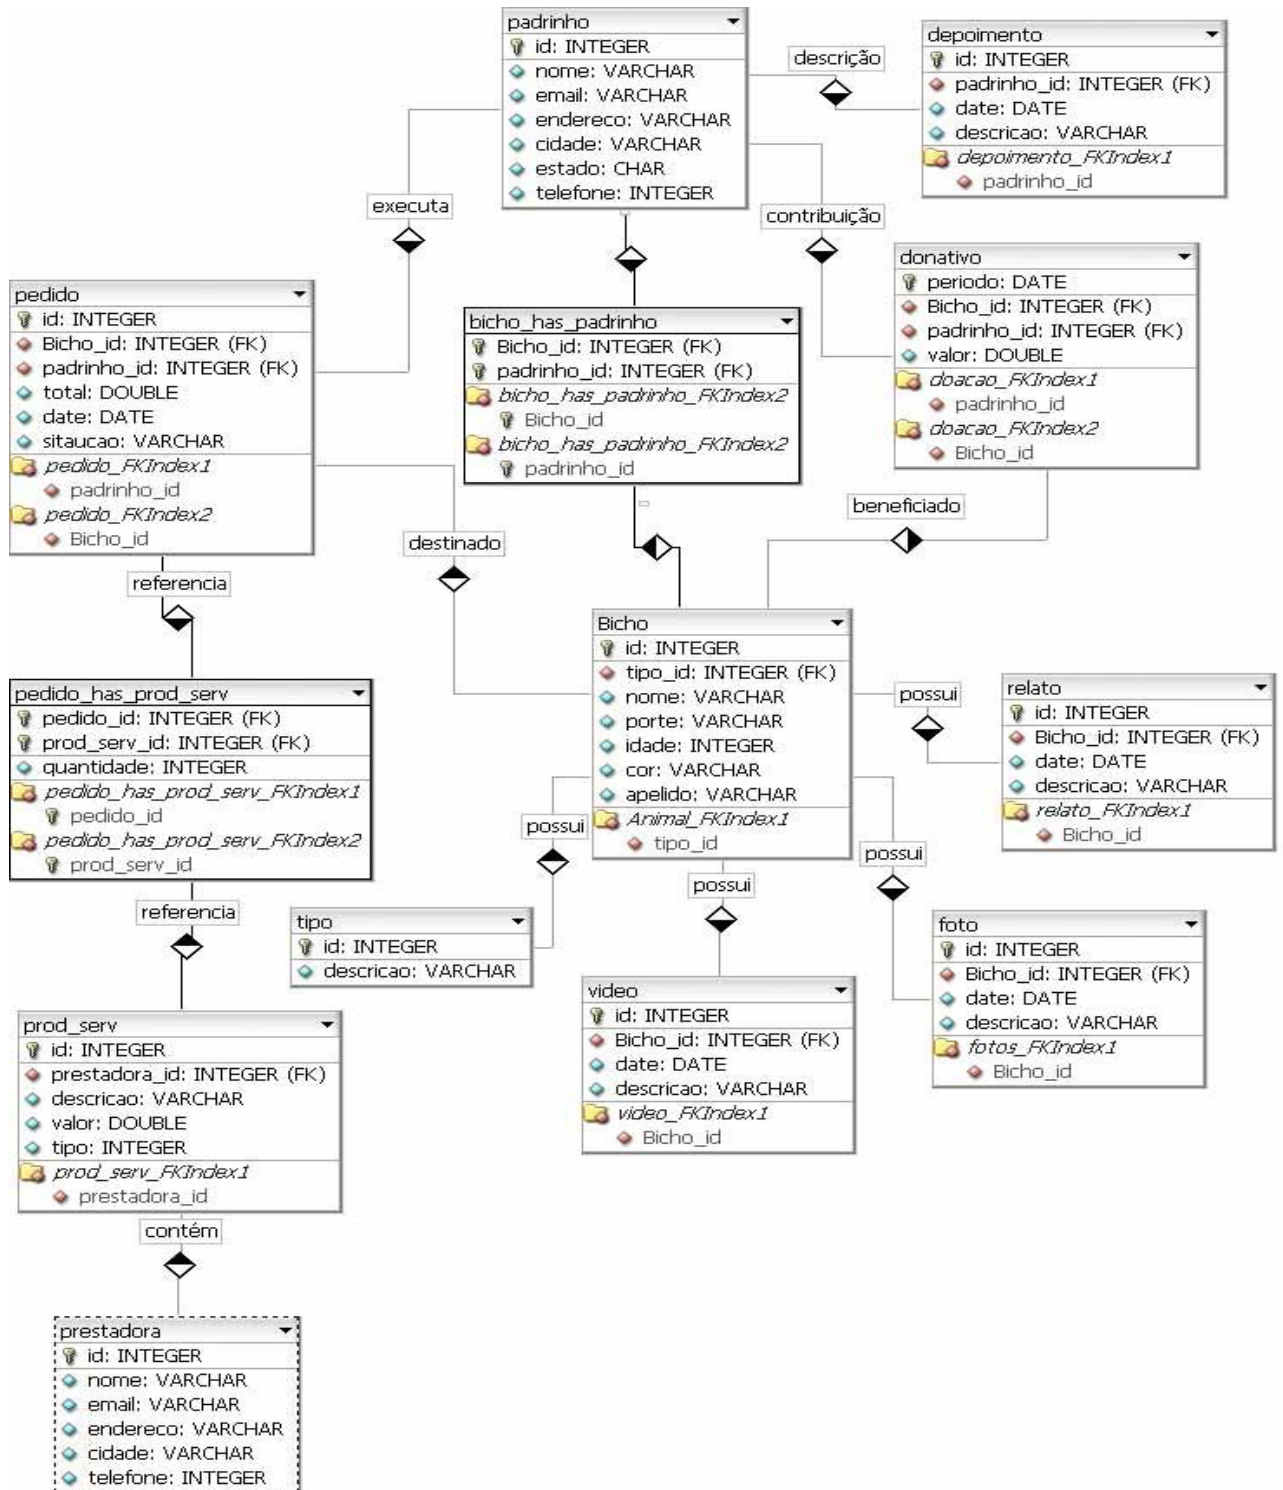 padrinho
id: INTEGER
nome: VARCHAR
email: VARCHAR
endereco: VARCHAR
cidade: VARCHAR
estado: CHAR
telefone: INTEGER
descrição
depoimento
id: INTEGER
padrinho_id: INTEGER (FK)
date: DATE
descricao: VARCHAR
depoimento_FKIndex1
padrinho_id
executa
contribuição
donativo
periodo: DATE
Bicho_id: INTEGER (FK)
padrinho_id: INTEGER (FK)
valor: DOUBLE
doacao_FKIndex1
padrinho_id
doacao_FKIndex2
Bicho_id
pedido
id: INTEGER
Bicho_id: INTEGER (FK)
padrinho_id: INTEGER (FK)
total: DOUBLE
date: DATE
sitaucao: VARCHAR
pedido_FKIndex1
padrinho_id
pedido_FKIndex2
Bicho_id
bicho_has_padrinho
Bicho_id: INTEGER (FK)
padrinho_id: INTEGER (FK)
bicho_has_padrinho_FKIndex2
Bicho_id
bicho_has_padrinho_FKIndex2
padrinho_id
beneficiado
destinado
referencia
Bicho
id: INTEGER
tipo_id: INTEGER (FK)
nome: VARCHAR
porte: VARCHAR
idade: INTEGER
cor: VARCHAR
apelido: VARCHAR
Animal_FKIndex1
tipo_id
possui
relato
id: INTEGER
Bicho_id: INTEGER (FK)
date: DATE
descricao: VARCHAR
relato_FKIndex1
Bicho_id
pedido_has_prod_serv
pedido_id: INTEGER (FK)
prod_serv_id: INTEGER (FK)
quantidade: INTEGER
pedido_has_prod_serv_FKIndex1
pedido_id
pedido_has_prod_serv_FKIndex2
prod_serv_id
possui
possui
possui
referencia
tipo
id: INTEGER
descricao: VARCHAR
foto
id: INTEGER
Bicho_id: INTEGER (FK)
date: DATE
descricao: VARCHAR
fotos_FKIndex1
Bicho_id
video
id: INTEGER
Bicho_id: INTEGER (FK)
date: DATE
descricao: VARCHAR
video_FKIndex1
Bicho_id
prod_serv
id: INTEGER
prestadora_id: INTEGER (FK)
descricao: VARCHAR
valor: DOUBLE
tipo: INTEGER
prod_serv_FKIndex1
prestadora_id
contém
prestadora
id: INTEGER
nome: VARCHAR
email: VARCHAR
endereco: VARCHAR
cidade: VARCHAR
telefone: INTEGER